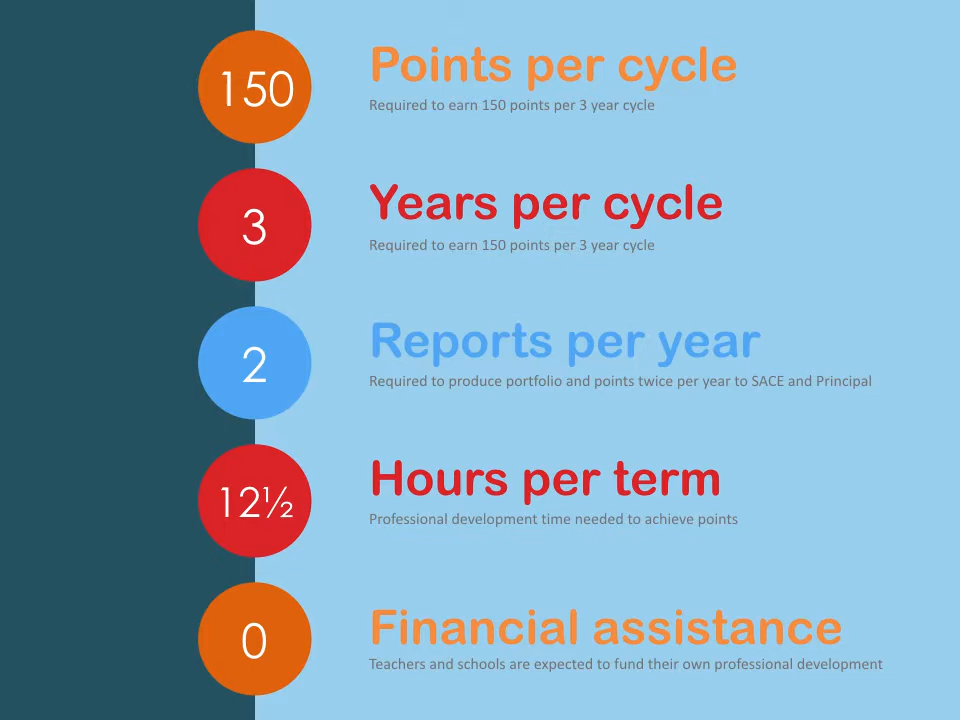 150
Points per cycle
Required to earn 150 points per 3 year cycle
3
Years per cycle
Required to earn 150 points per 3 year cycle
2
Reports per year
Required to produce portfolio and points twice per year to SACE and Principal
12½
Hours per term
Professional development time needed to achieve points
0
Financial assistance
Teachers and schools are expected to fund their own professional development